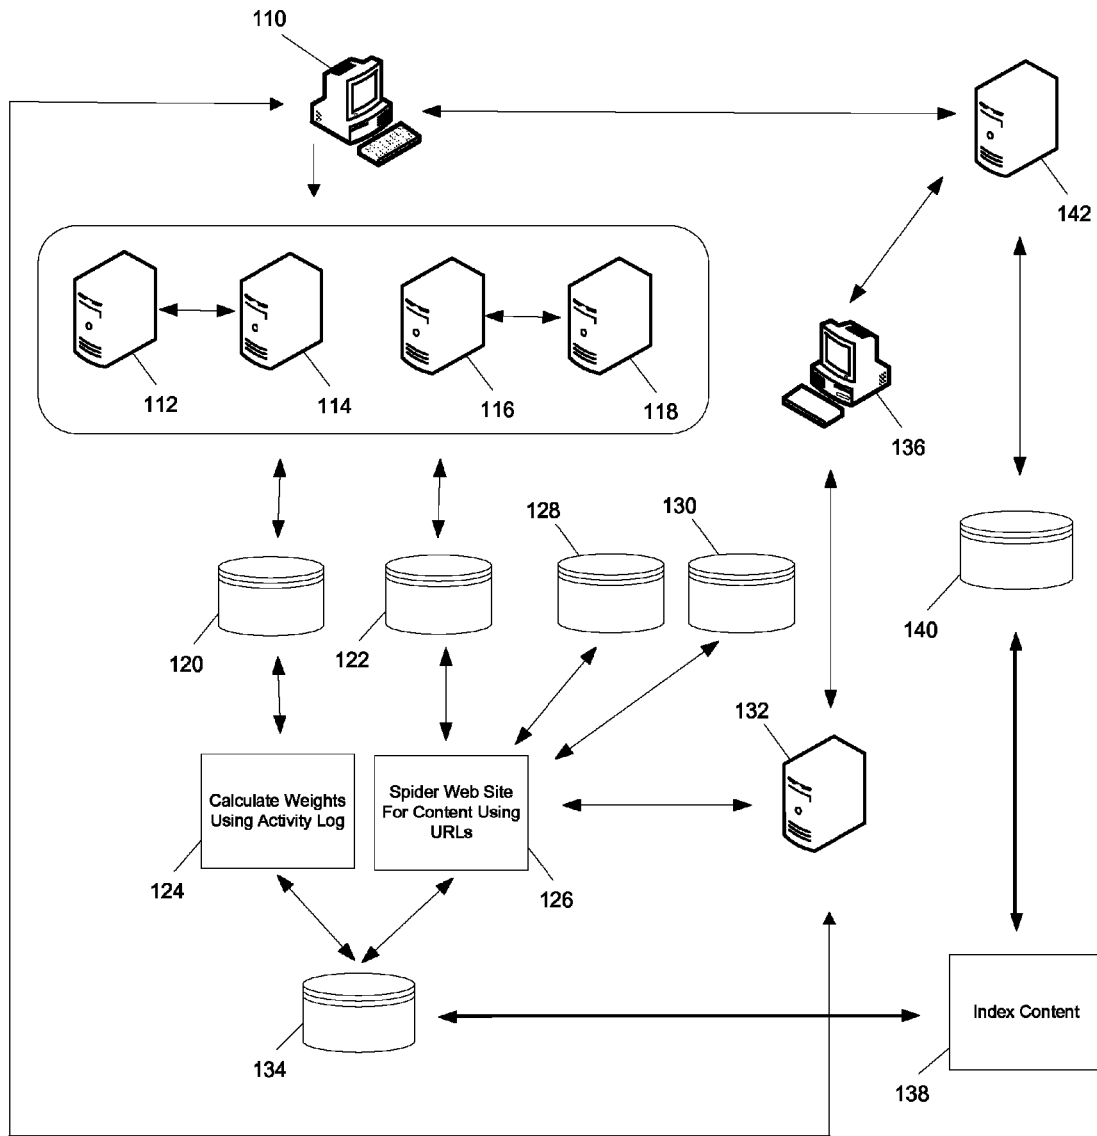 110
142
112
114
116
118
136
128
130
120
122
140
132
Calculate Weights
Using Activity Log
Spider Web Site
For Content Using
URLs
124
126
Index Content
134
138